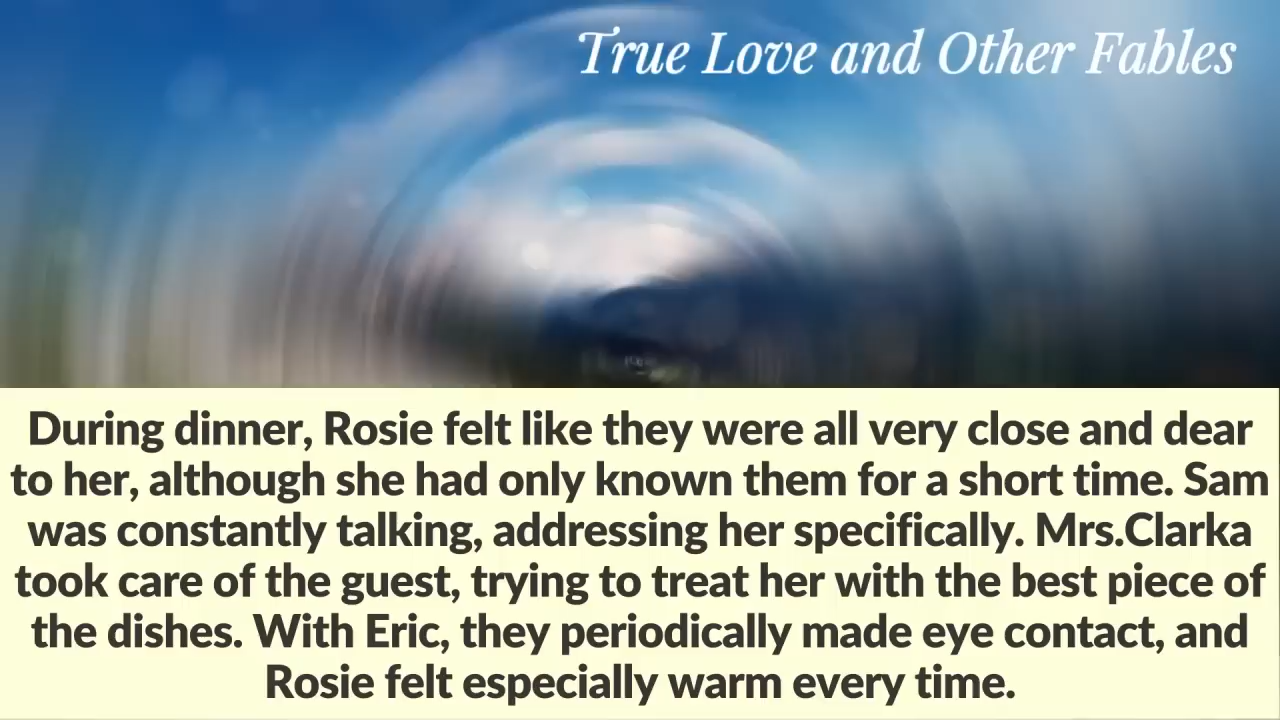 True Love and Other Fables
During dinner, Rosie felt like they were all very close and dear
to her, although she had only known them for a short time. Sam
was constantly talking, addressing her specifically. Mrs.Clarka
took care of the guest, trying to treat her with the best piece of
the dishes. With Eric, they periodically made eye contact, and
Rosie felt especially warm every time.